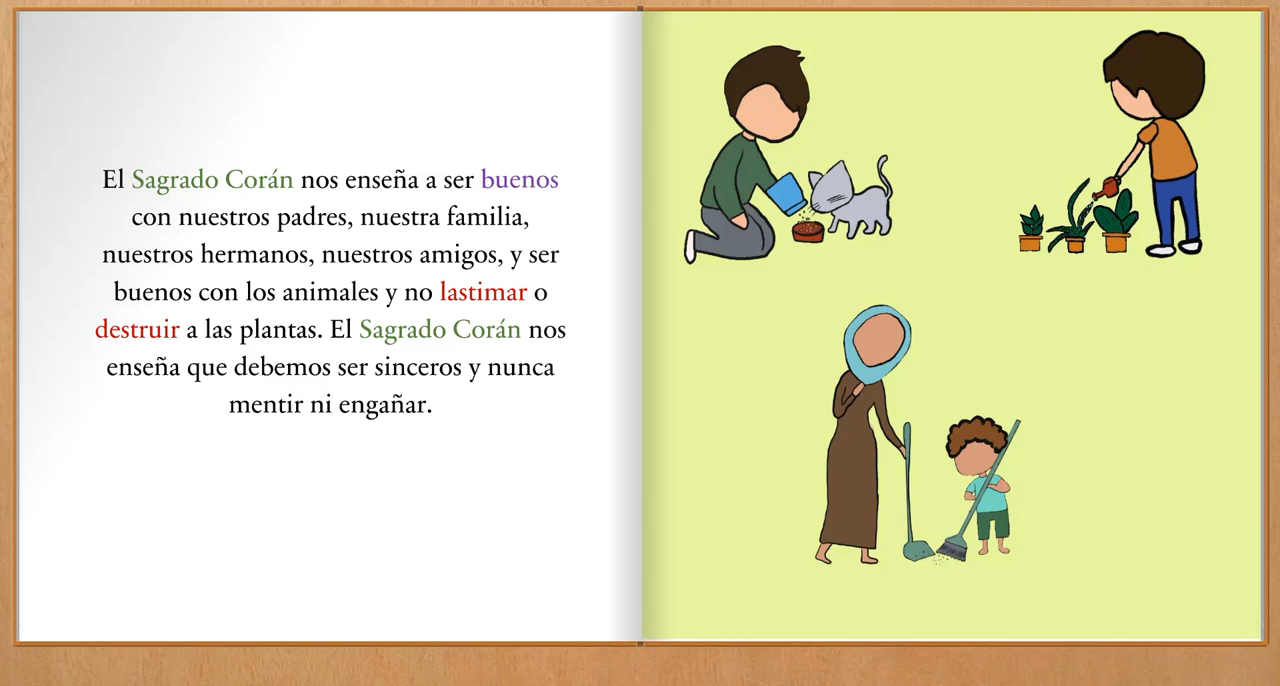 El Sagrado Corán nos enseña a ser buenos
con nuestros padres, nuestra familia,
nuestros hermanos, nuestros amigos, y ser
buenos con los animales y no lastimar o
destruir a las plantas. El Sagrado Corán nos
enseña que debemos ser sinceros y nunca
mentir ni engañar.